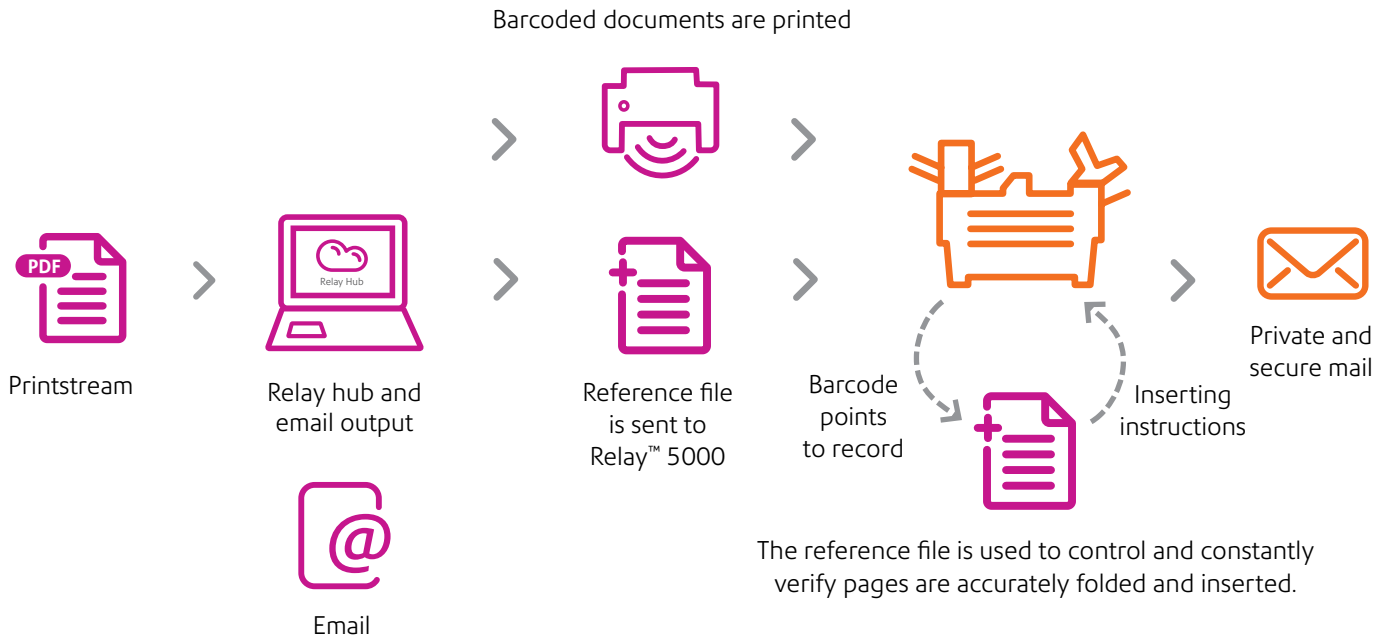 Barcoded documents are printed
PDF
Relay Hub
Printstream
Relay hub and
email output
Reference file
is sent to
Relay™ 5000
Barcode
points
to record
Inserting
instructions
Private and
secure mail
@
Email
The reference file is used to control and constantly
verify pages are accurately folded and inserted.